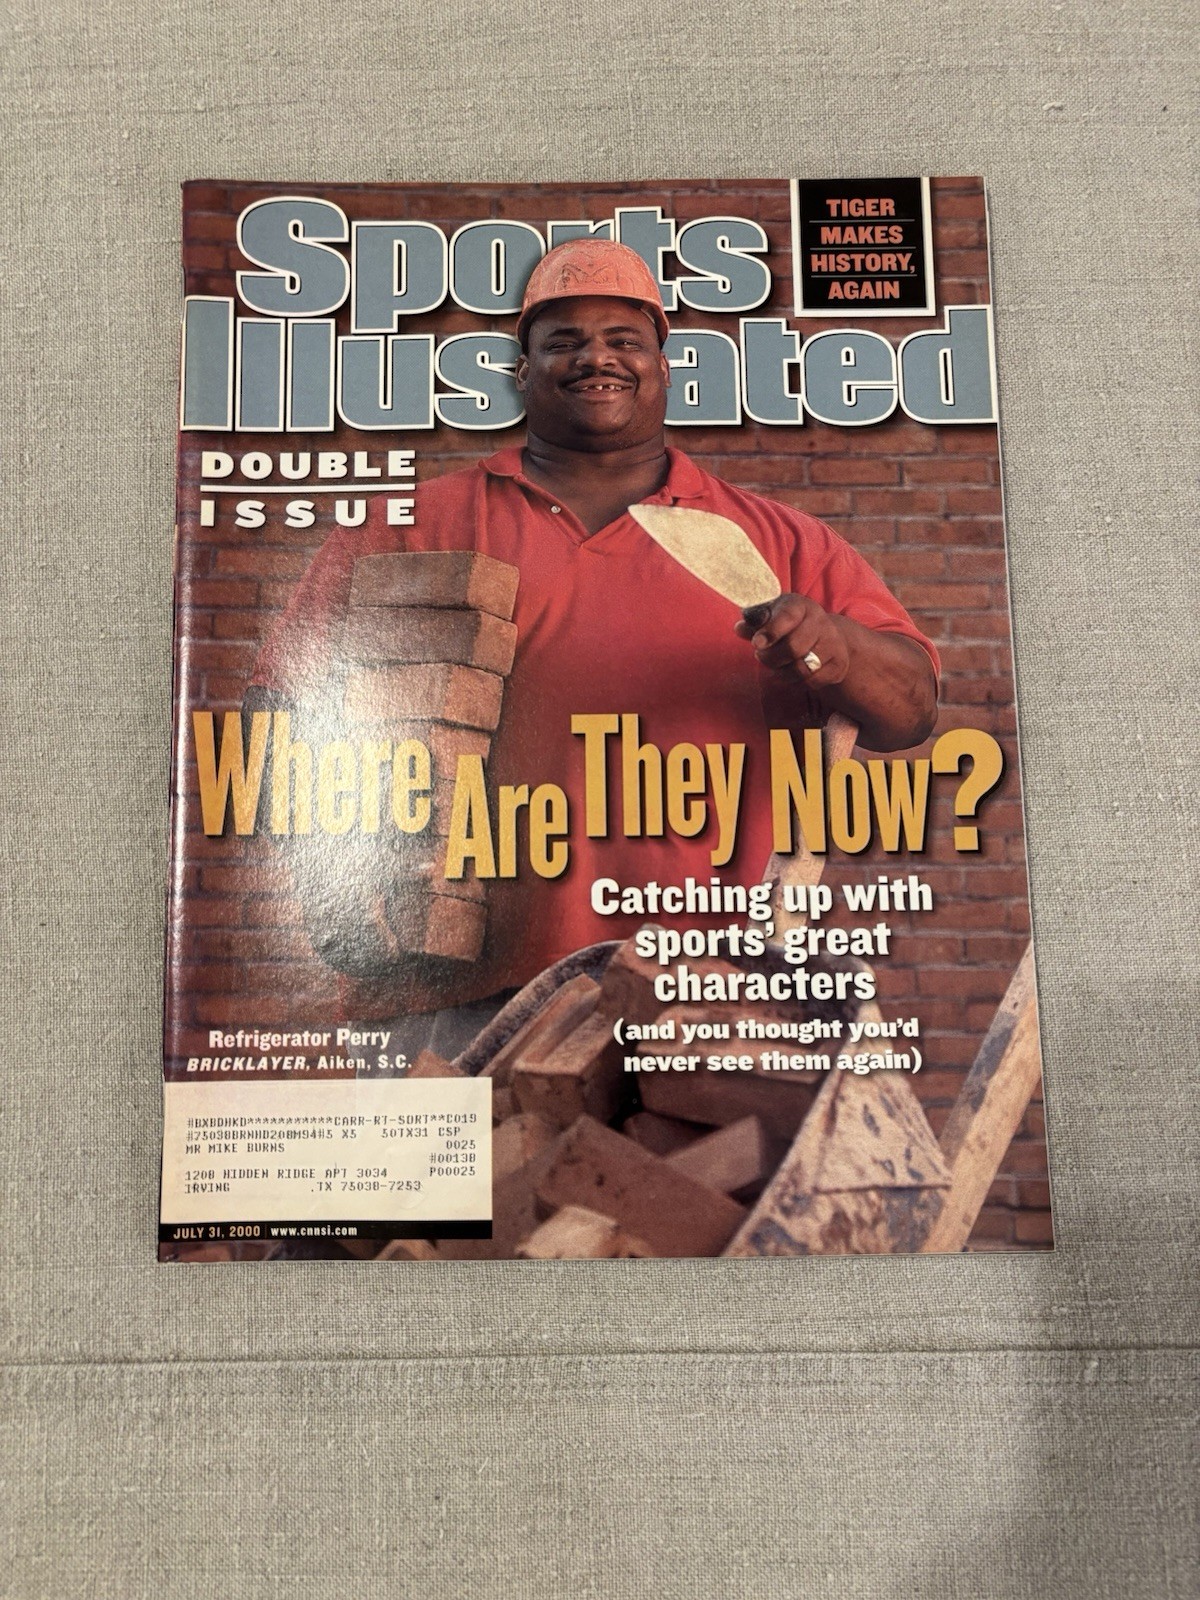 Sports
Illustrated
TIGER
MAKES
HISTORY,
AGAIN
DOUBLE
ISSUE
Where Are They Now?
Catching up with
sports' great
characters
(and you thought you'd
never see them again)
Refrigerator Perry
BRICKLAYER, Aiken, S.C.
#BXBDHKD***********CARR-RT-SORT**C019
#75038BRNHD208M94#5 X5 50TX31 CSP
MR MIKE BURNS 0025
#0013B
1208 HIDDEN RIDGE APT 3034 P00025
IRVING ,TX 75038-7253
JULY 31, 2000 | www.cnnsi.com